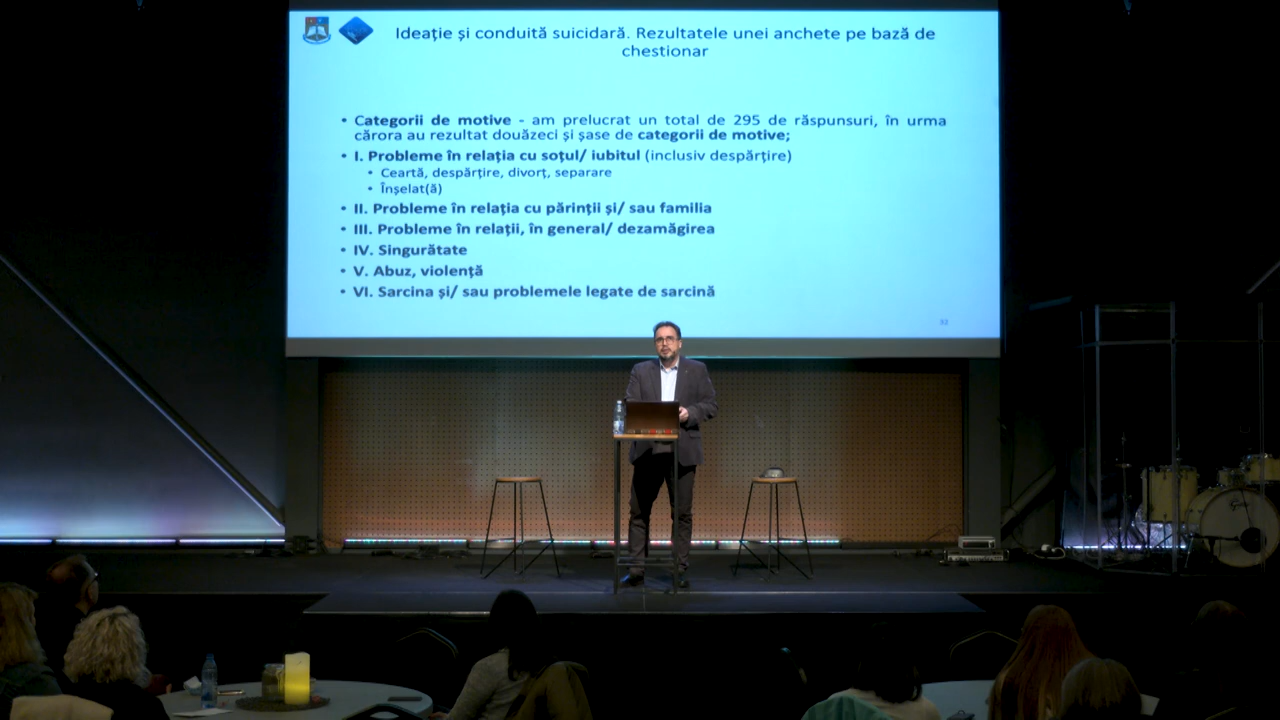 Ideație și conduită suicidară. Rezultatele unei anchete pe bază de
chestionar
• Categorii de motive - am prelucrat un total de 295 de răspunsuri, în urma
cărora au rezultat douăzeci și șase de categorii de motive;
• I. Probleme în relația cu soțul/ iubitul (inclusiv despărțire)
• Ceartă, despărțire, divorț, separare
• Înșelat(ă)
• II. Probleme în relația cu părinții și/ sau familia
• III. Probleme în relații, în general/ dezamăgirea
• IV. Singurătate
• V. Abuz, violență
• VI. Sarcina și/ sau problemele legate de sarcină
32